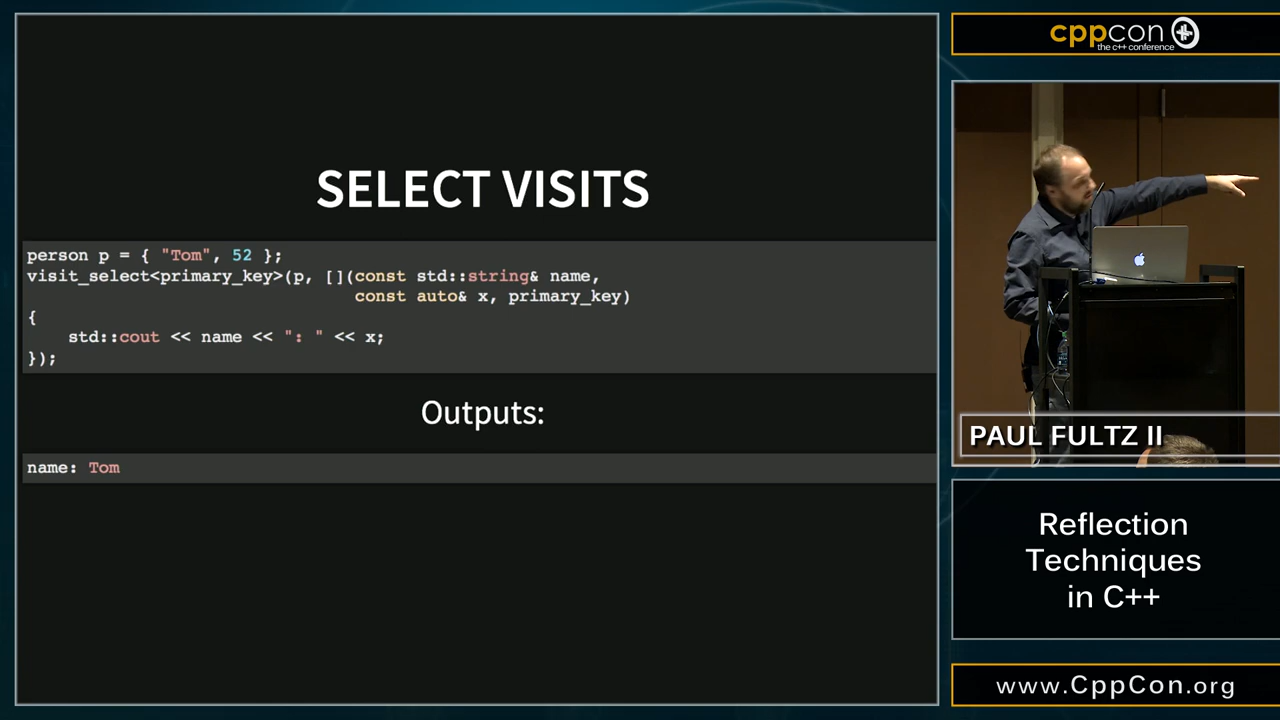 SELECT VISITS
person p = { "Tom", 52 };
visit_select<primary_key>(p, [](const std::string& name,
const auto& x, primary_key)
{
std::cout << name << ": " << x;
});
Outputs:
name: Tom
cppcon
the c++ conference
PAUL FULTZ II
Reflection
Techniques
in C++
www.CppCon.org